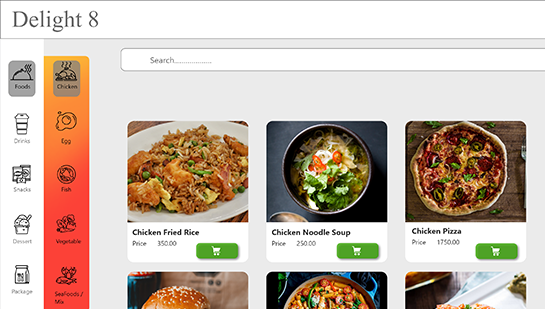 Delight 8
Search..................
Foods
Chicken
Drinks
Egg
Snacks
Fish
Dessert
Vegetable
Package
SeaFoods /
Mix
Chicken Fried Rice
Price 350.00
Chicken Noodle Soup
Price 250.00
Chicken Pizza
Price 1750.00